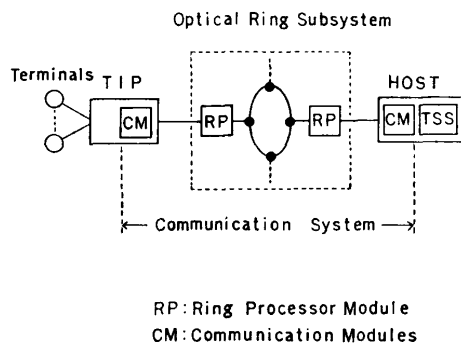 Optical Ring Subsystem
Terminals
TIP
HOST
CM
RP
RP
CM
TSS
Communication System
RP: Ring Processor Module
CM: Communication Modules